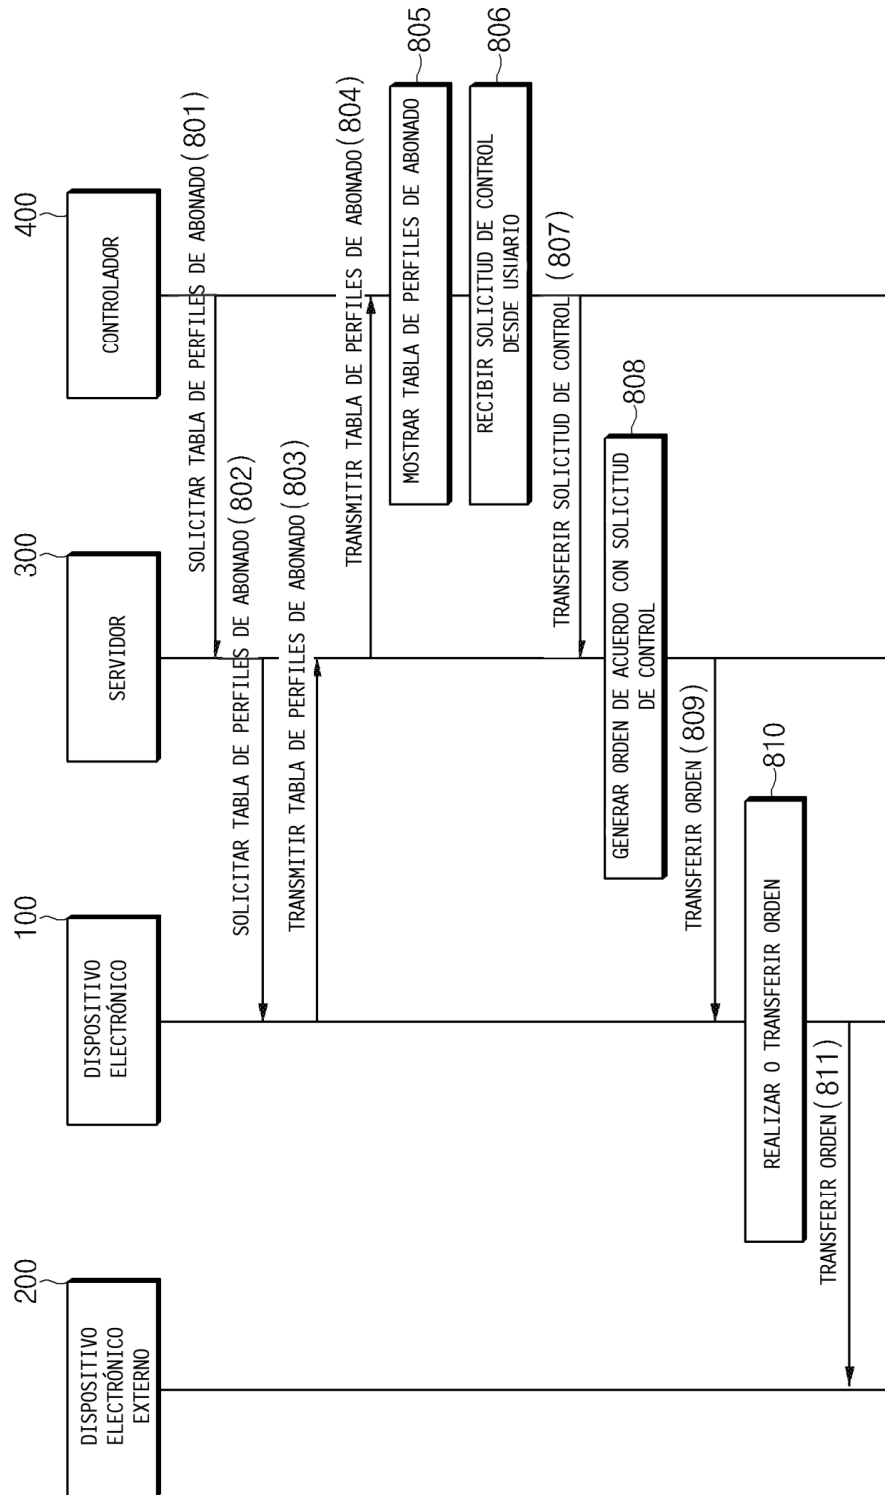 200
DISPOSITIVO
ELECTRÓNICO
EXTERNO
100
DISPOSITIVO
ELECTRÓNICO
300
SERVIDOR
400
CONTROLADOR
SOLICITAR TABLA DE PERFILES DE ABONADO(801)
SOLICITAR TABLA DE PERFILES DE ABONADO(802)
TRANSMITIR TABLA DE PERFILES DE ABONADO(803)
TRANSMITIR TABLA DE PERFILES DE ABONADO(804)
MOSTRAR TABLA DE PERFILES DE ABONADO
805
RECIBIR SOLICITUD DE CONTROL
DESDE USUARIO
806
TRANSFERIR SOLICITUD DE CONTROL (807)
GENERAR ORDEN DE ACUERDO CON SOLICITUD
DE CONTROL
808
TRANSFERIR ORDEN(809)
REALIZAR O TRANSFERIR ORDEN
810
TRANSFERIR ORDEN(811)